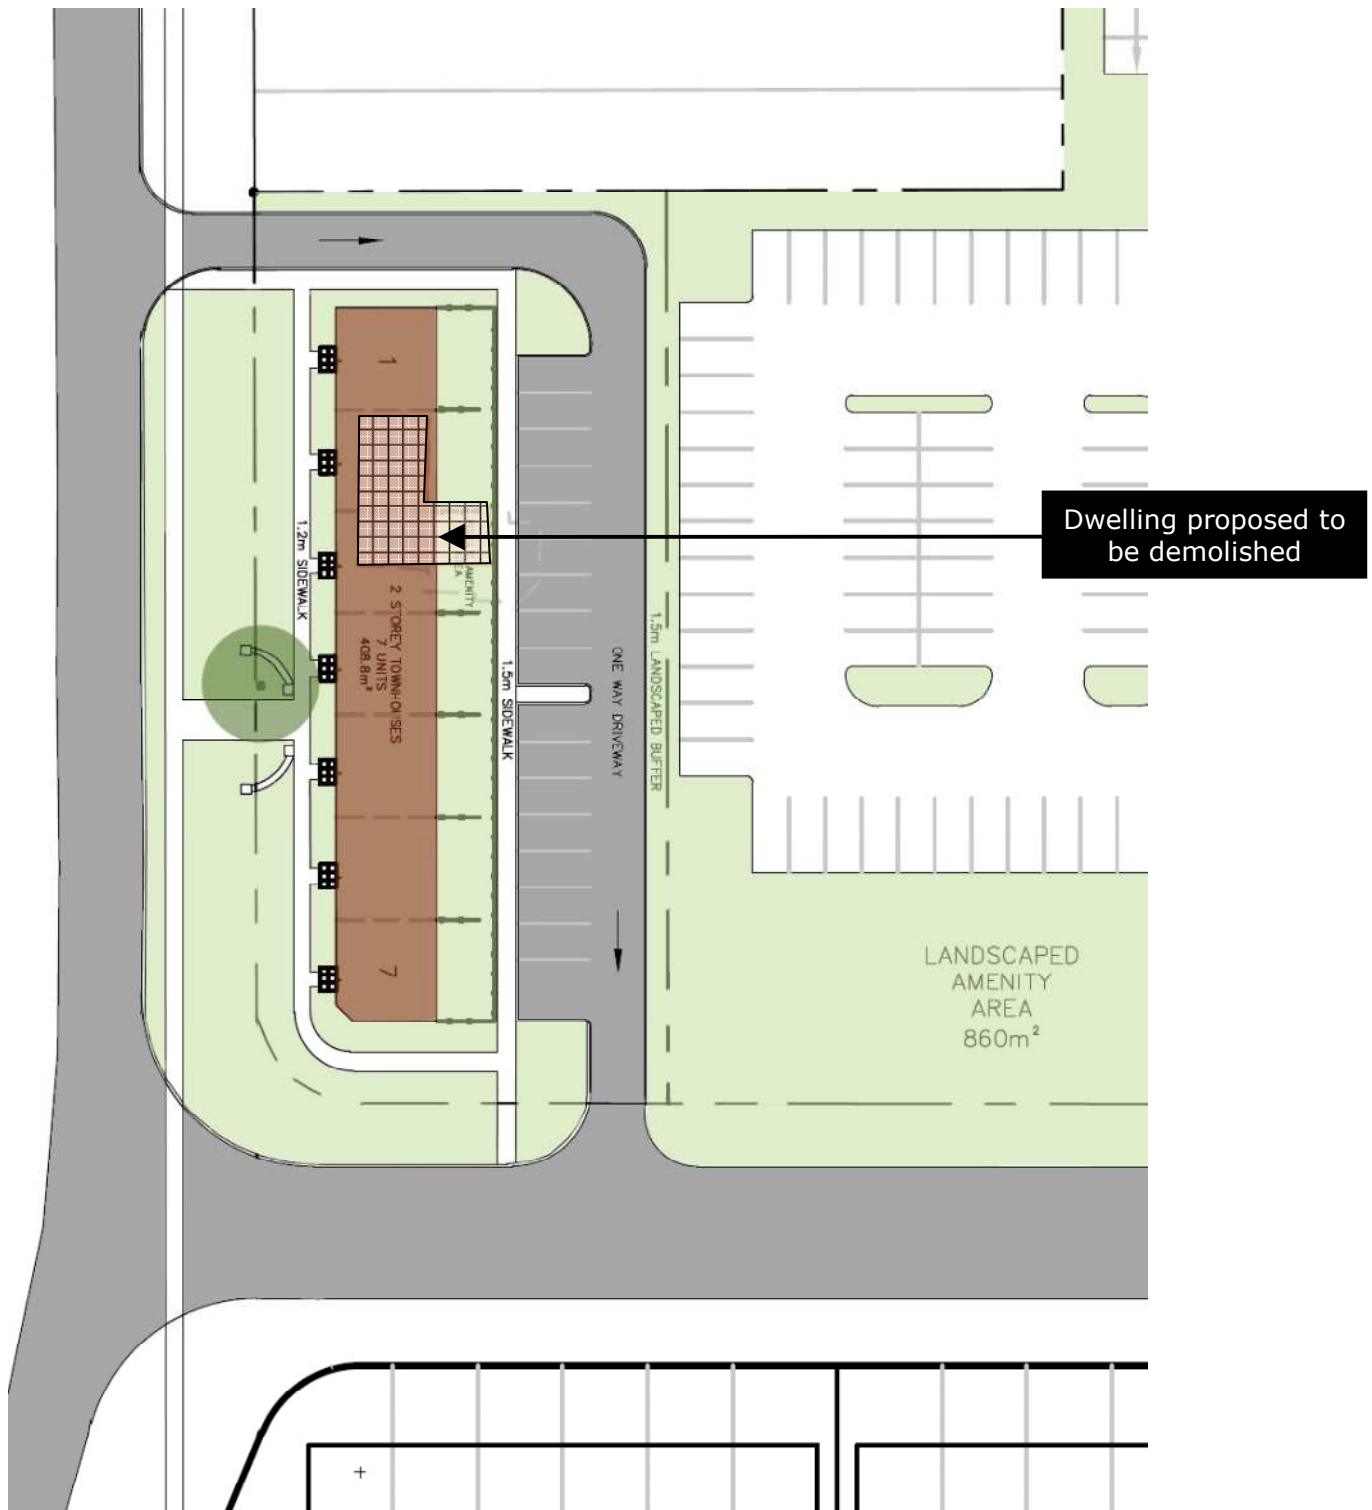 1
Dwelling proposed to
be demolished
1.2m SIDEWALK
AMENITY
2 STOREY TOWNHOUSES
7 UNITS
408.8m²
1.5m SIDEWALK
ONE WAY DRIVEWAY
1.5m LANDSCAPED BUFFER
7
LANDSCAPED
AMENITY
AREA
860m²